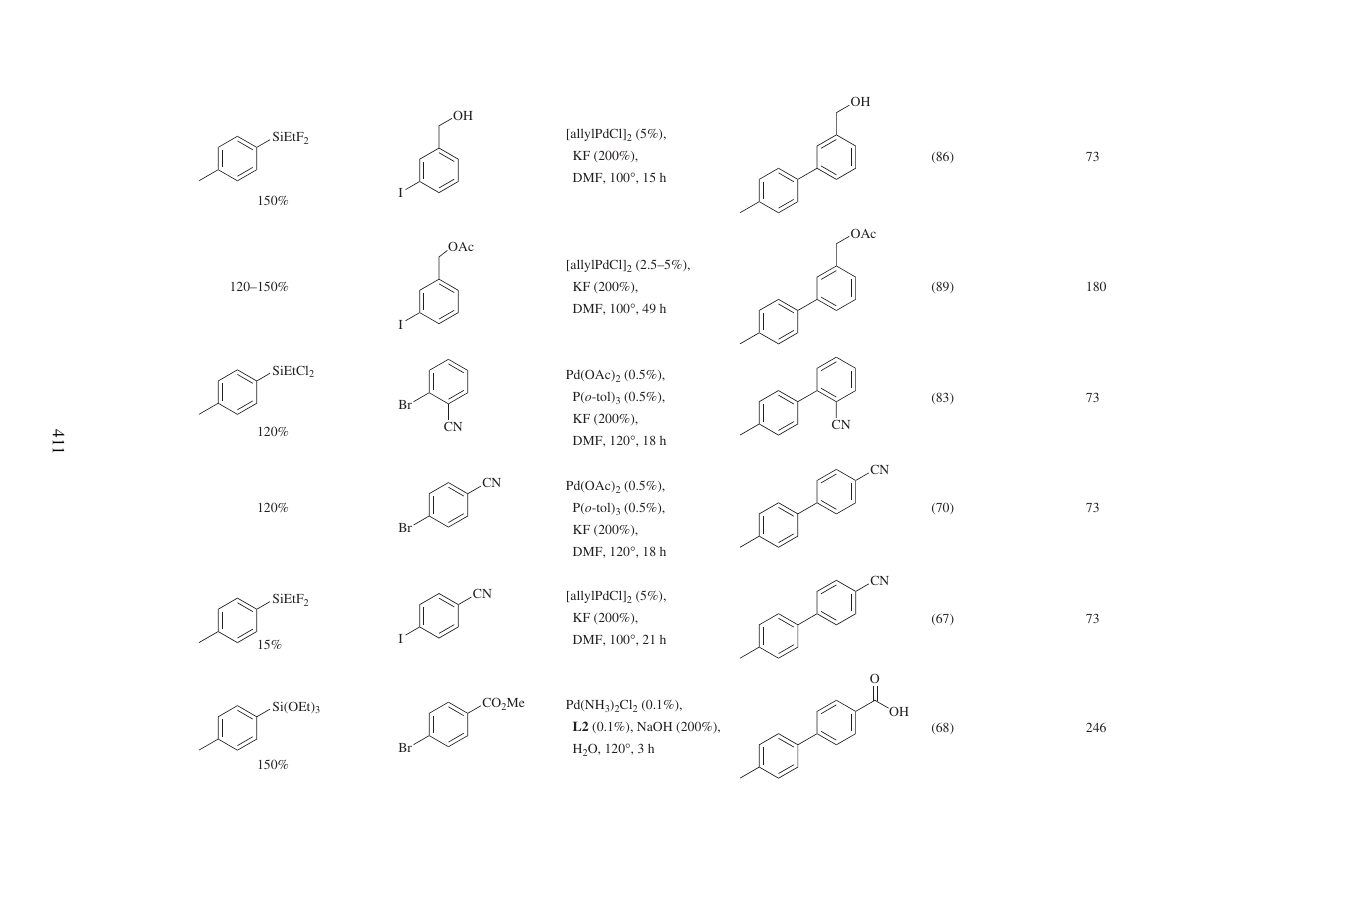 OH
SiEtF2
150%
OH
I
[allylPdCl]2 (5%),
KF (200%),
DMF, 100°, 15 h
(86)
73
OAc
120–150%
OAc
I
[allylPdCl]2 (2.5–5%),
KF (200%),
DMF, 100°, 49 h
(89)
180
SiEtCl2
120%
Br
CN
Pd(OAc)2 (0.5%),
P(o-tol)3 (0.5%),
KF (200%),
DMF, 120°, 18 h
CN
(83)
73
411
120%
CN
Br
Pd(OAc)2 (0.5%),
P(o-tol)3 (0.5%),
KF (200%),
DMF, 120°, 18 h
CN
(70)
73
SiEtF2
15%
CN
I
[allylPdCl]2 (5%),
KF (200%),
DMF, 100°, 21 h
CN
(67)
73
Si(OEt)3
150%
CO2Me
Br
Pd(NH3)2Cl2 (0.1%),
L2 (0.1%), NaOH (200%),
H2O, 120°, 3 h
O
OH
(68)
246